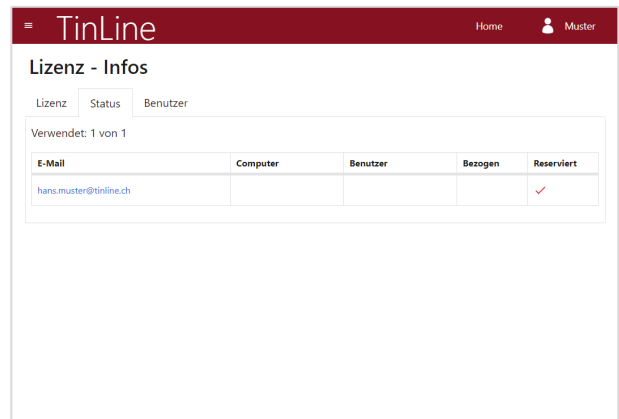 TinLine
Home
Muster
Lizenz - Infos
Lizenz Status Benutzer
Verwendet: 1 von 1
E-Mail Computer Benutzer Bezogen Reserviert
hans.muster@tinline.ch